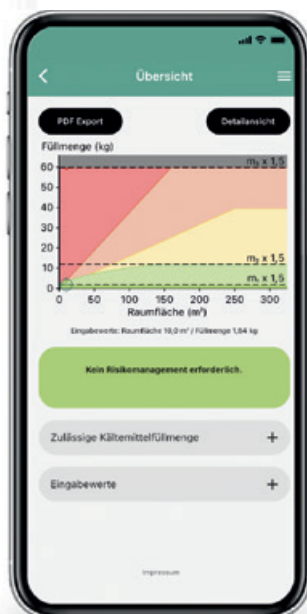 Übersicht
PDF Export
Detailansicht
Füllmenge (kg)
m₃ x 1,5
60
50
40
30
20
m₂ x 1,5
10
m₁ x 1,5
0
0 50 100 150 200 250 300
Raumfläche (m²)
Eingabewerte: Raumfläche 10,0 m² / Füllmenge 1,84 kg
Kein Risikomanagement erforderlich.
Zulässige Kältemittelfüllmenge +
Eingabewerte +
Impressum